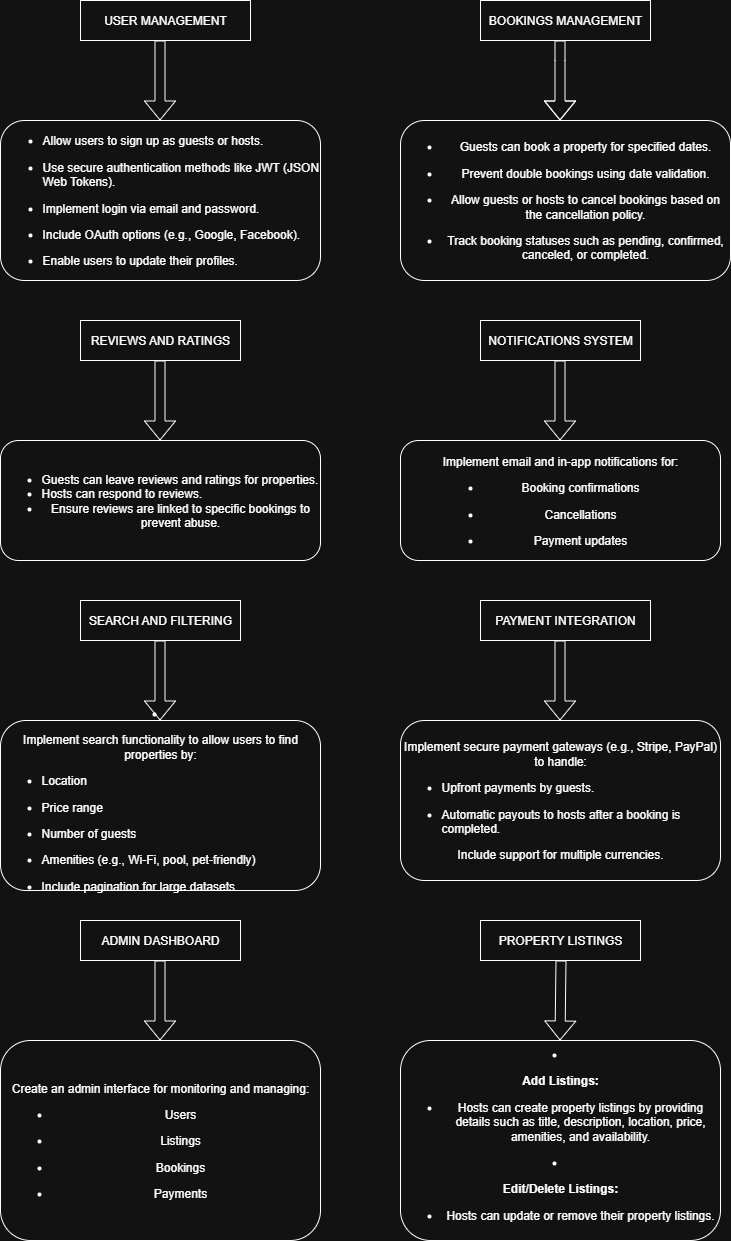 USER MANAGEMENT
• Allow users to sign up as guests or hosts.
• Use secure authentication methods like JWT (JSON
Web Tokens).
• Implement login via email and password.
• Include OAuth options (e.g., Google, Facebook).
• Enable users to update their profiles.
BOOKINGS MANAGEMENT
• Guests can book a property for specified dates.
• Prevent double bookings using date validation.
• Allow guests or hosts to cancel bookings based on
the cancellation policy.
• Track booking statuses such as pending, confirmed,
canceled, or completed.
REVIEWS AND RATINGS
• Guests can leave reviews and ratings for properties.
• Hosts can respond to reviews.
• Ensure reviews are linked to specific bookings to
prevent abuse.
NOTIFICATIONS SYSTEM
Implement email and in-app notifications for:
• Booking confirmations
• Cancellations
• Payment updates
SEARCH AND FILTERING
•
Implement search functionality to allow users to find
properties by:
• Location
• Price range
• Number of guests
• Amenities (e.g., Wi-Fi, pool, pet-friendly)
• Include pagination for large datasets
PAYMENT INTEGRATION
Implement secure payment gateways (e.g., Stripe, PayPal)
to handle:
• Upfront payments by guests.
• Automatic payouts to hosts after a booking is
completed.
Include support for multiple currencies.
ADMIN DASHBOARD
Create an admin interface for monitoring and managing:
• Users
• Listings
• Bookings
• Payments
PROPERTY LISTINGS
•
Add Listings:
• Hosts can create property listings by providing
details such as title, description, location, price,
amenities, and availability.
•
Edit/Delete Listings:
• Hosts can update or remove their property listings.